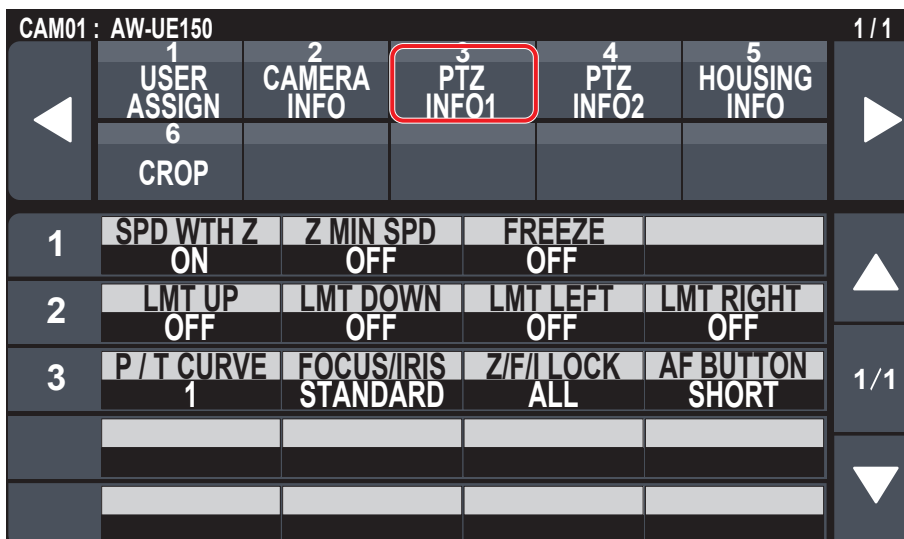 CAM01 : AW-UE150 1 / 1
1 2 3 4 5
USER ASSIGN CAMERA INFO PTZ INFO1 PTZ INFO2 HOUSING INFO
6
CROP
1 SPD WTH Z Z MIN SPD FREEZE
ON OFF OFF
2 LMT UP LMT DOWN LMT LEFT LMT RIGHT
OFF OFF OFF OFF
3 P / T CURVE FOCUS/IRIS Z/F/I LOCK AF BUTTON
1 STANDARD ALL SHORT
1/1